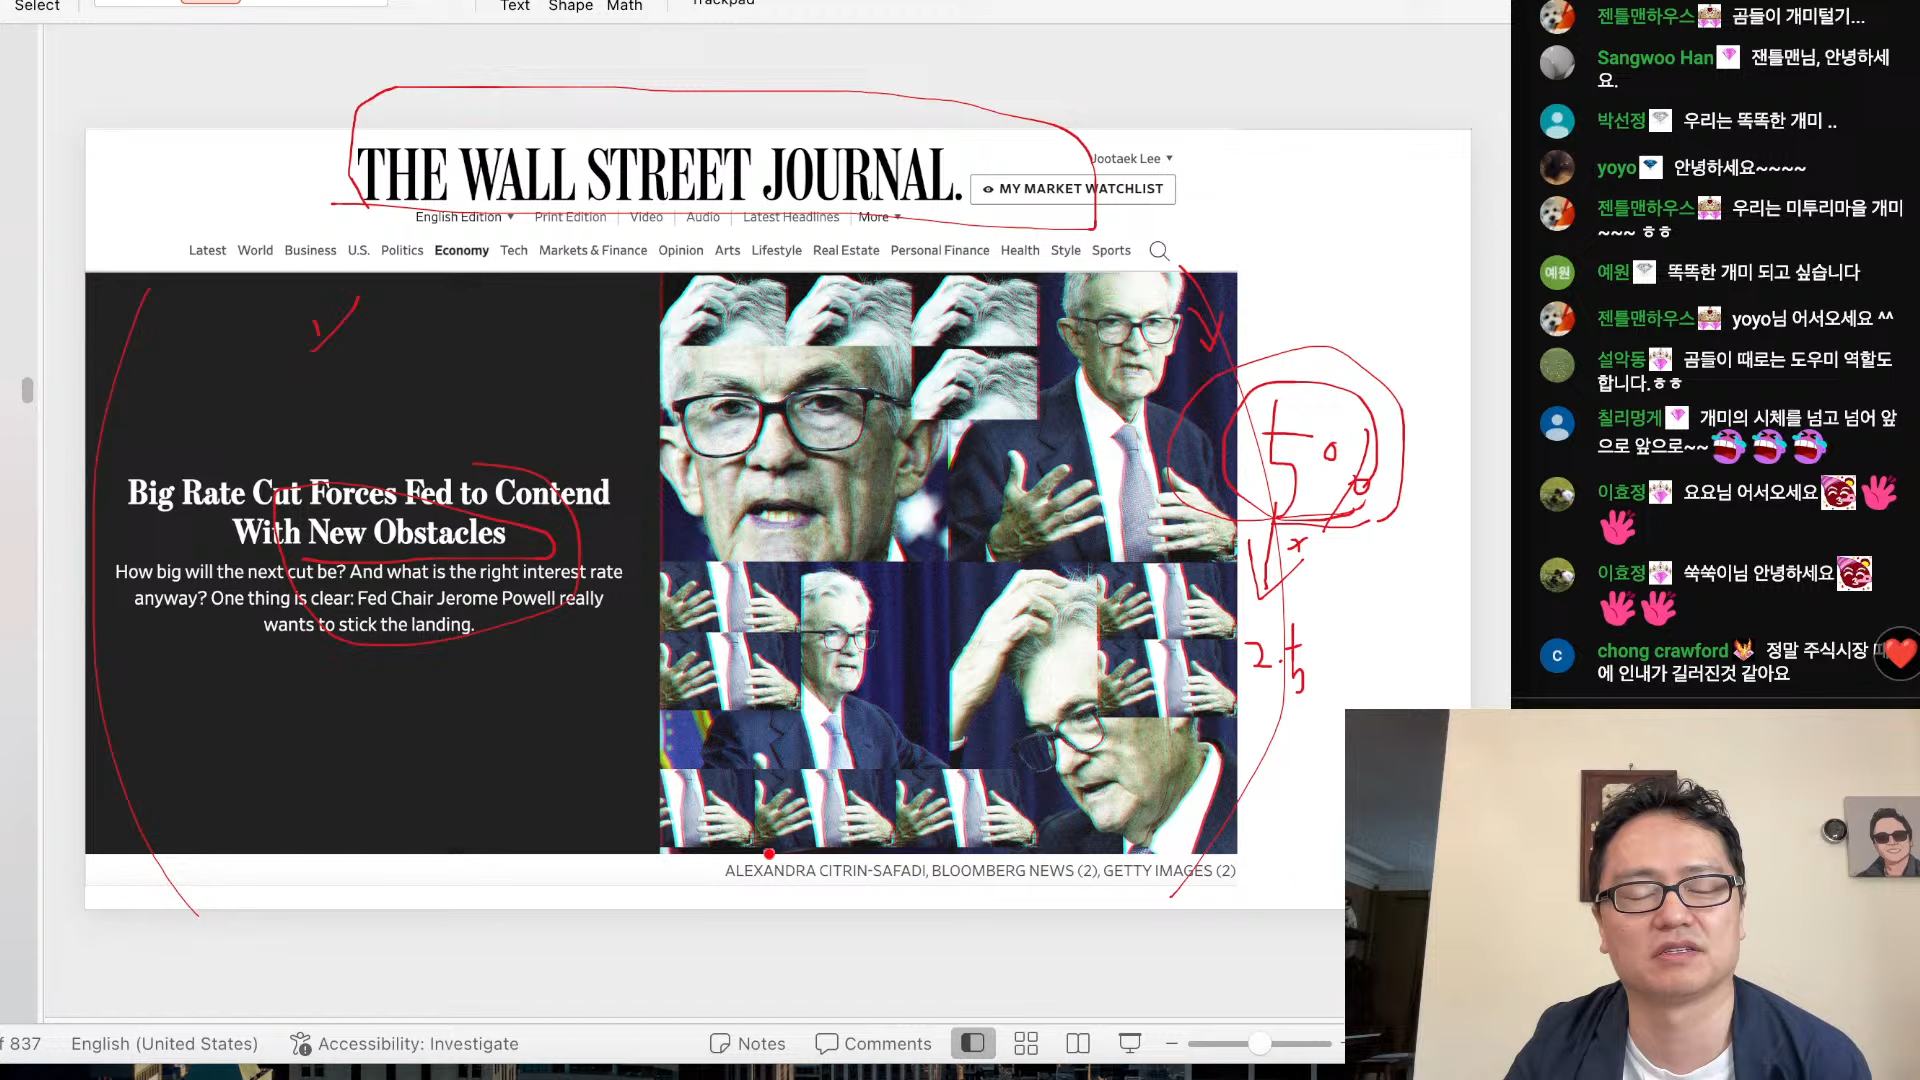 Select
Text Shape Math
THE WALL STREET JOURNAL.
Jootaek Lee
MY MARKET WATCHLIST
English Edition Print Edition Video Audio Latest Headlines More
Latest World Business U.S. Politics Economy Tech Markets & Finance Opinion Arts Lifestyle Real Estate Personal Finance Health Style Sports
Big Rate Cut Forces Fed to Contend
With New Obstacles
How big will the next cut be? And what is the right interest rate
anyway? One thing is clear: Fed Chair Jerome Powell really
wants to stick the landing.
ALEXANDRA CITRIN-SAFADI, BLOOMBERG NEWS (2), GETTY IMAGES (2)
837 English (United States) Accessibility: Investigate Notes Comments
젠틀맨하우스 곰들이 개미털기...
Sangwoo Han 잰틀맨님, 안녕하세
요.
박선정 우리는 똑똑한 개미 ..
yoyo 안녕하세요~~~~
젠틀맨하우스 우리는 미투리마을 개미
~~~ ㅎㅎ
예원 예원 똑똑한 개미 되고 싶습니다
젠틀맨하우스 yoyo님 어서오세요 ^^
설악동 곰들이 때로는 도우미 역할도
합니다.ㅎㅎ
칠리멍게 개미의 시체를 넘고 넘어 앞
으로 앞으로~~
이효정 요요님 어서오세요
이효정 쑥쑥이님 안녕하세요
C chong crawford 정말 주식시장
에 인내가 길러진것 같아요